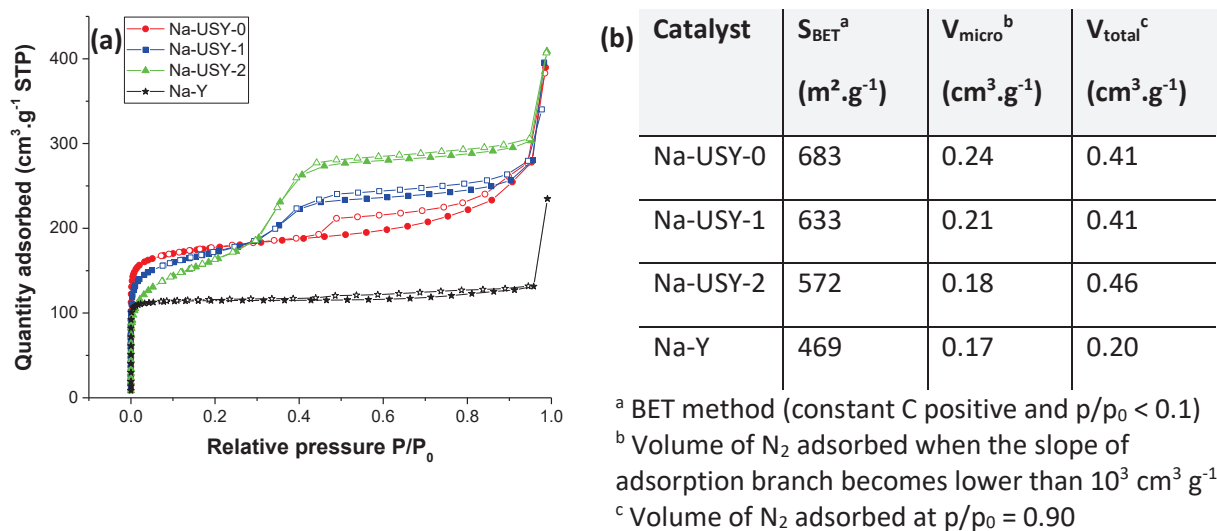 (a)
Na-USY-0
Na-USY-1
Na-USY-2
Na-Y
Quantity adsorbed (cm³.g⁻¹ STP)
400
300
200
100
0
0.0 0.2 0.4 0.6 0.8 1.0
Relative pressure P/P₀
(b)
Catalyst S_BETᵃ V_microᵇ V_totalᶜ
(m².g⁻¹) (cm³.g⁻¹) (cm³.g⁻¹)
Na-USY-0 683 0.24 0.41
Na-USY-1 633 0.21 0.41
Na-USY-2 572 0.18 0.46
Na-Y 469 0.17 0.20
ᵃ BET method (constant C positive and p/p₀ < 0.1)
ᵇ Volume of N₂ adsorbed when the slope of
adsorption branch becomes lower than 10³ cm³ g⁻¹
ᶜ Volume of N₂ adsorbed at p/p₀ = 0.90